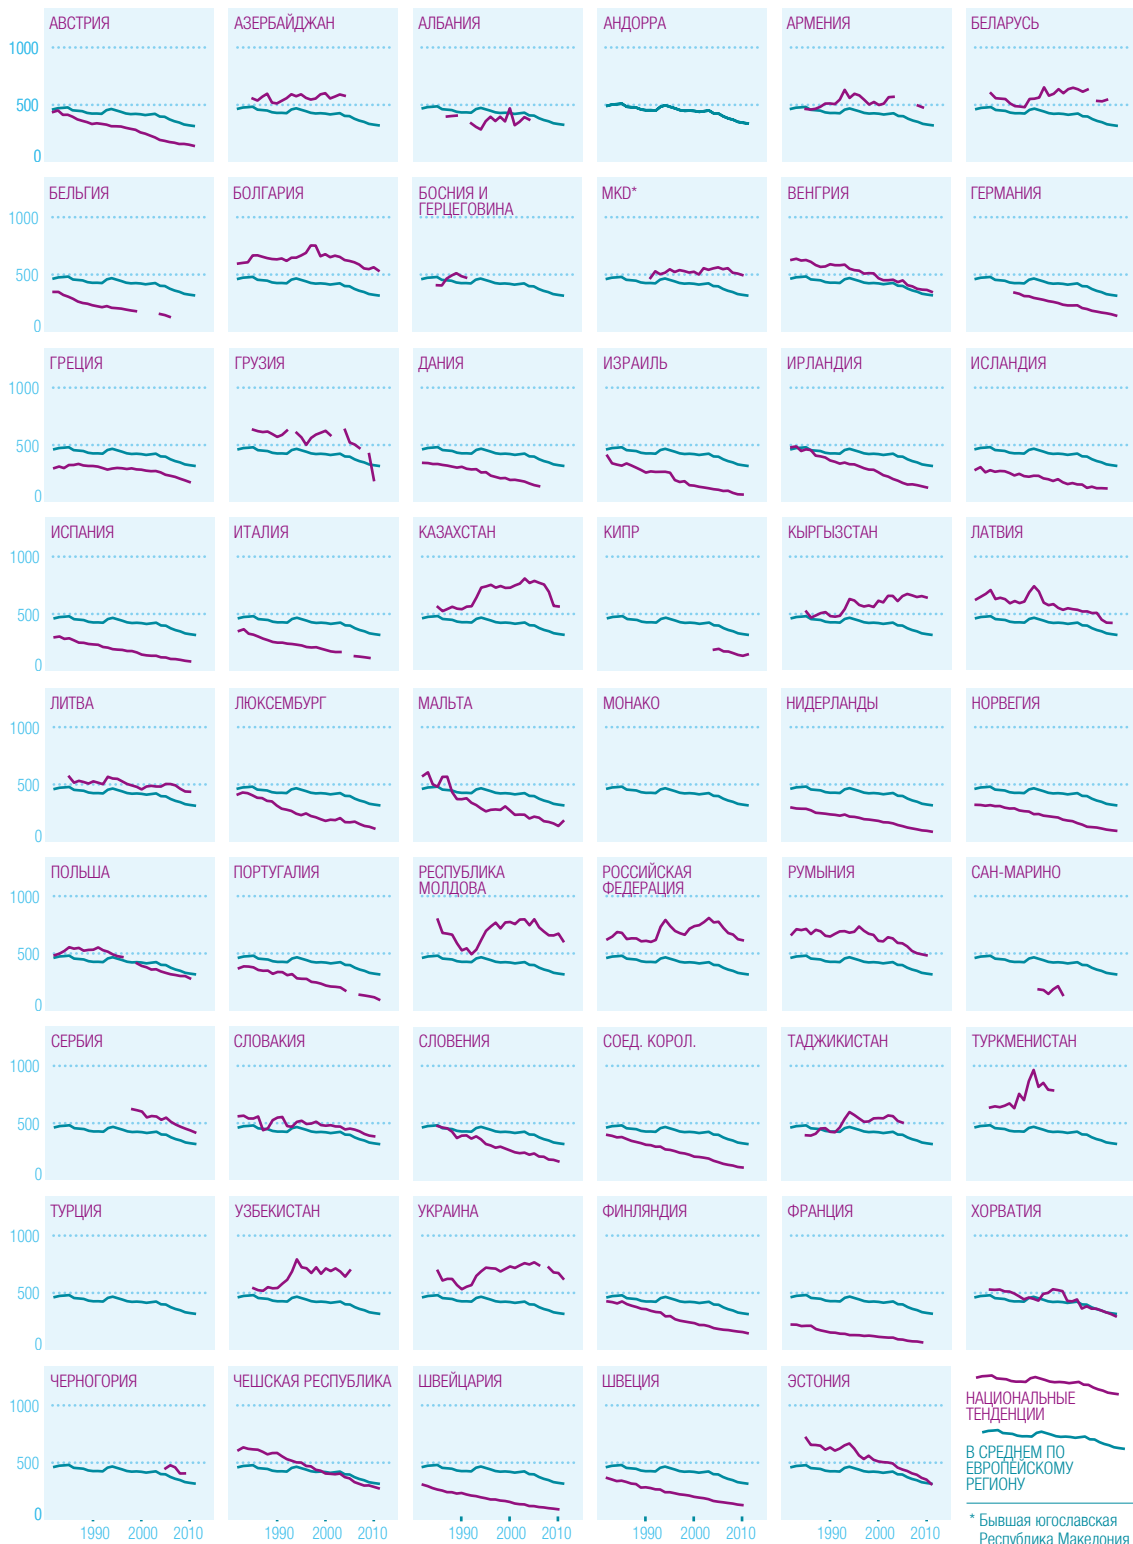 АВСТРИЯ АЗЕРБАЙДЖАН АЛБАНИЯ АНДОРРА АРМЕНИЯ БЕЛАРУСЬ
1000
500
0
БЕЛЬГИЯ БОЛГАРИЯ БОСНИЯ И MKD* ВЕНГРИЯ ГЕРМАНИЯ
ГЕРЦЕГОВИНА
1000
500
0
ГРЕЦИЯ ГРУЗИЯ ДАНИЯ ИЗРАИЛЬ ИРЛАНДИЯ ИСЛАНДИЯ
1000
500
0
ИСПАНИЯ ИТАЛИЯ КАЗАХСТАН КИПР КЫРГЫЗСТАН ЛАТВИЯ
1000
500
0
ЛИТВА ЛЮКСЕМБУРГ МАЛЬТА МОНАКО НИДЕРЛАНДЫ НОРВЕГИЯ
1000
500
0
ПОЛЬША ПОРТУГАЛИЯ РЕСПУБЛИКА РОССИЙСКАЯ РУМЫНИЯ САН-МАРИНО
МОЛДОВА ФЕДЕРАЦИЯ
1000
500
0
СЕРБИЯ СЛОВАКИЯ СЛОВЕНИЯ СОЕД. КОРОЛ. ТАДЖИКИСТАН ТУРКМЕНИСТАН
1000
500
0
ТУРЦИЯ УЗБЕКИСТАН УКРАИНА ФИНЛЯНДИЯ ФРАНЦИЯ ХОРВАТИЯ
1000
500
0
ЧЕРНОГОРИЯ ЧЕШСКАЯ РЕСПУБЛИКА ШВЕЙЦАРИЯ ШВЕЦИЯ ЭСТОНИЯ
1000
500
0
1990 2000 2010 1990 2000 2010 1990 2000 2010 1990 2000 2010 1990 2000 2010
НАЦИОНАЛЬНЫЕ
ТЕНДЕНЦИИ
В СРЕДНЕМ ПО
ЕВРОПЕЙСКОМУ
РЕГИОНУ
* Бывшая югославская
Республика Македония